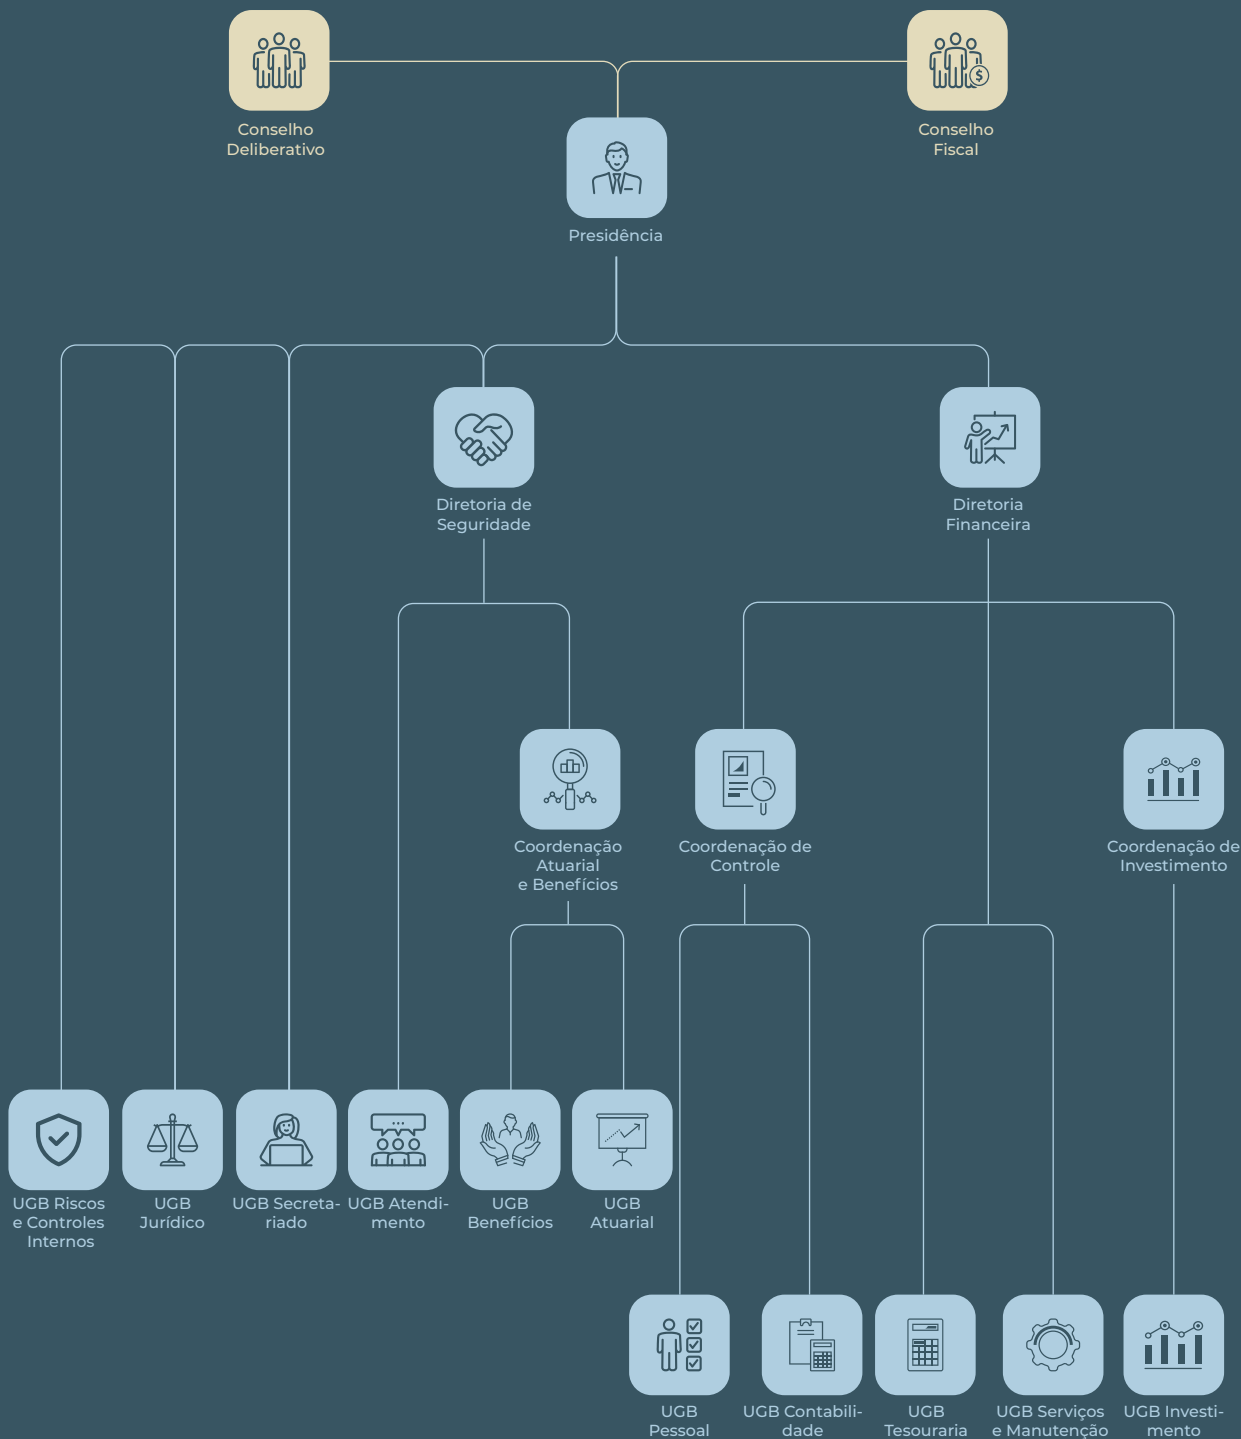 Conselho
Deliberativo
Conselho
Fiscal
Presidência
Diretoria de
Seguridade
Diretoria
Financeira
Coordenação
Atuarial
e Benefícios
Coordenação de
Controle
Coordenação de
Investimento
UGB Riscos
e Controles
Internos
UGB
Jurídico
UGB Secreta-
riado
UGB Atendi-
mento
UGB
Benefícios
UGB
Atuarial
UGB
Pessoal
UGB Contabili-
dade
UGB
Tesouraria
UGB Serviços
e Manutenção
UGB Investi-
mento